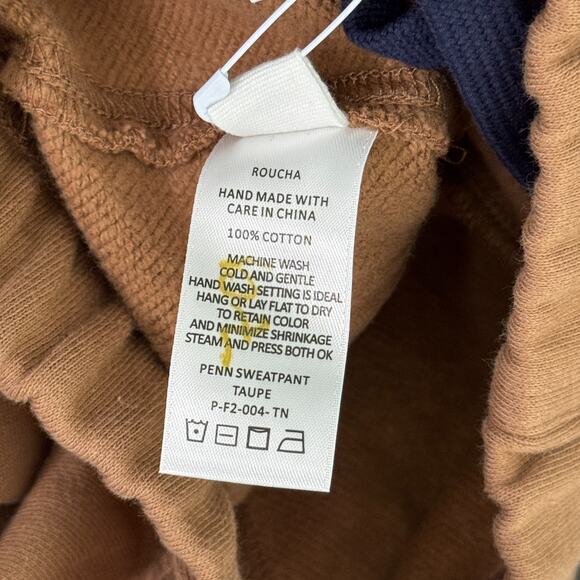 ROUCHA
HAND MADE WITH
CARE IN CHINA
100% COTTON
MACHINE WASH
COLD AND GENTLE
HAND WASH SETTING IS IDEAL
HANG OR LAY FLAT TO DRY
TO RETAIN COLOR
AND MINIMIZE SHRINKAGE
STEAM AND PRESS BOTH OK
PENN SWEATPANT
TAUPE
P-F2-004- TN